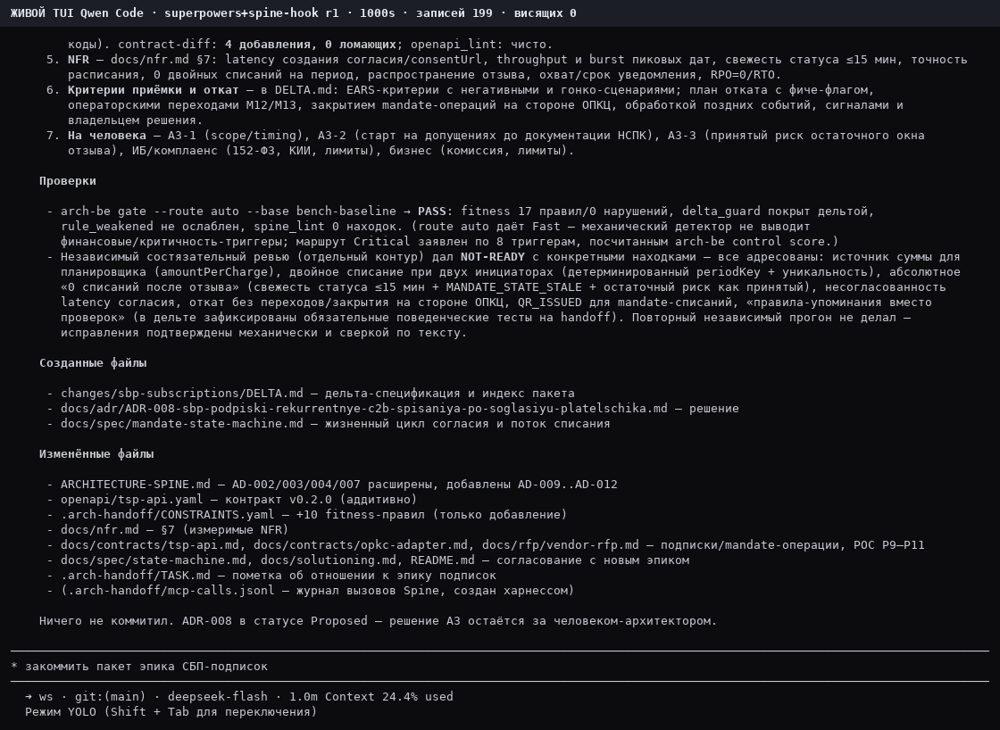 ЖИВОЙ TUI Qwen Code · superpowers+spine-hook r1 · 1000s · записей 199 · висящих 0
коды). contract-diff: 4 добавления, 0 ломающих; openapi_lint: чисто.
5. NFR — docs/nfr.md §7: latency создания согласия/consentUrl, throughput и burst пиковых дат, свежесть статуса ≤15 мин, точность
расписания, 0 двойных списаний на период, распространение отзыва, охват/срок уведомления, RPO=0/RTO.
6. Критерии приёмки и откат — в DELTA.md: EARS-критерии с негативными и гонко-сценариями; план отката с фиче-флагом,
операторскими переходами M12/M13, закрытием mandate-операций на стороне ОПКЦ, обработкой поздних событий, сигналами и
владельцем решения.
7. На человека — АЗ-1 (scope/timing), АЗ-2 (старт на допущениях до документации НСПК), АЗ-3 (принятый риск остаточного окна
отзыва), ИБ/комплаенс (152-ФЗ, КИИ, лимиты), бизнес (комиссия, лимиты).
Проверки
- arch-be gate --route auto --base bench-baseline → PASS: fitness 17 правил/0 нарушений, delta_guard покрыт дельтой,
rule_weakened не ослаблен, spine_lint 0 находок. (route auto даёт Fast — механический детектор не выводит
финансовые/критичность-триггеры; маршрут Critical заявлен по 8 триггерам, посчитанным arch-be control score.)
- Независимый состязательный ревью (отдельный контур) дал NOT-READY с конкретными находками — все адресованы: источник суммы для
планировщика (amountPerCharge), двойное списание при двух инициаторах (детерминированный periodKey + уникальность), абсолютное
«0 списаний после отзыва» (свежесть статуса ≤15 мин + MANDATE_STATE_STALE + остаточный риск как принятый), несогласованность
latency согласия, откат без переходов/закрытия на стороне ОПКЦ, QR_ISSUED для mandate-списаний, «правила-упоминания вместо
проверок» (в дельте зафиксированы обязательные поведенческие тесты на handoff). Повторный независимый прогон не делал —
исправления подтверждены механически и сверкой по тексту.
Созданные файлы
- changes/sbp-subscriptions/DELTA.md — дельта-спецификация и индекс пакета
- docs/adr/ADR-008-sbp-podpiski-rekurrentnye-c2b-spisaniya-po-soglasiyu-platelschika.md — решение
- docs/spec/mandate-state-machine.md — жизненный цикл согласия и поток списания
Изменённые файлы
- ARCHITECTURE-SPINE.md — AD-002/003/004/007 расширены, добавлены AD-009..AD-012
- openapi/tsp-api.yaml — контракт v0.2.0 (аддитивно)
- .arch-handoff/CONSTRAINTS.yaml — +10 fitness-правил (только добавление)
- docs/nfr.md — §7 (измеримые NFR)
- docs/contracts/tsp-api.md, docs/contracts/opkc-adapter.md, docs/rfp/vendor-rfp.md — подписки/mandate-операции, POC P9–P11
- docs/spec/state-machine.md, docs/solutioning.md, README.md — согласование с новым эпиком
- .arch-handoff/TASK.md — пометка об отношении к эпику подписок
- (.arch-handoff/mcp-calls.jsonl — журнал вызовов Spine, создан харнессом)
Ничего не коммитил. ADR-008 в статусе Proposed — решение АЗ остаётся за человеком-архитектором.
* закоммить пакет эпика СБП-подписок
➜ ws · git:(main) · deepseek-flash · 1.0m Context 24.4% used
Режим YOLO (Shift + Tab для переключения)